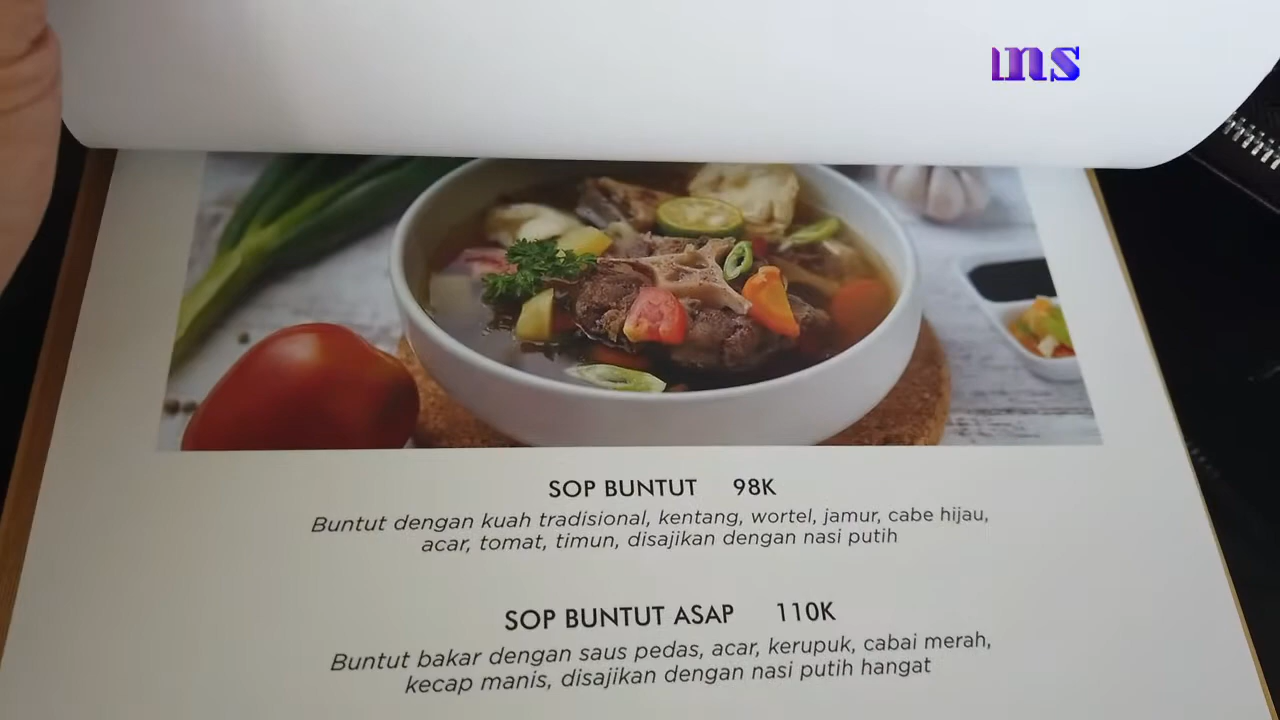 ins
SOP BUNTUT 98K
Buntut dengan kuah tradisional, kentang, wortel, jamur, cabe hijau,
acar, tomat, timun, disajikan dengan nasi putih
SOP BUNTUT ASAP 110K
Buntut bakar dengan saus pedas, acar, kerupuk, cabai merah,
kecap manis, disajikan dengan nasi putih hangat